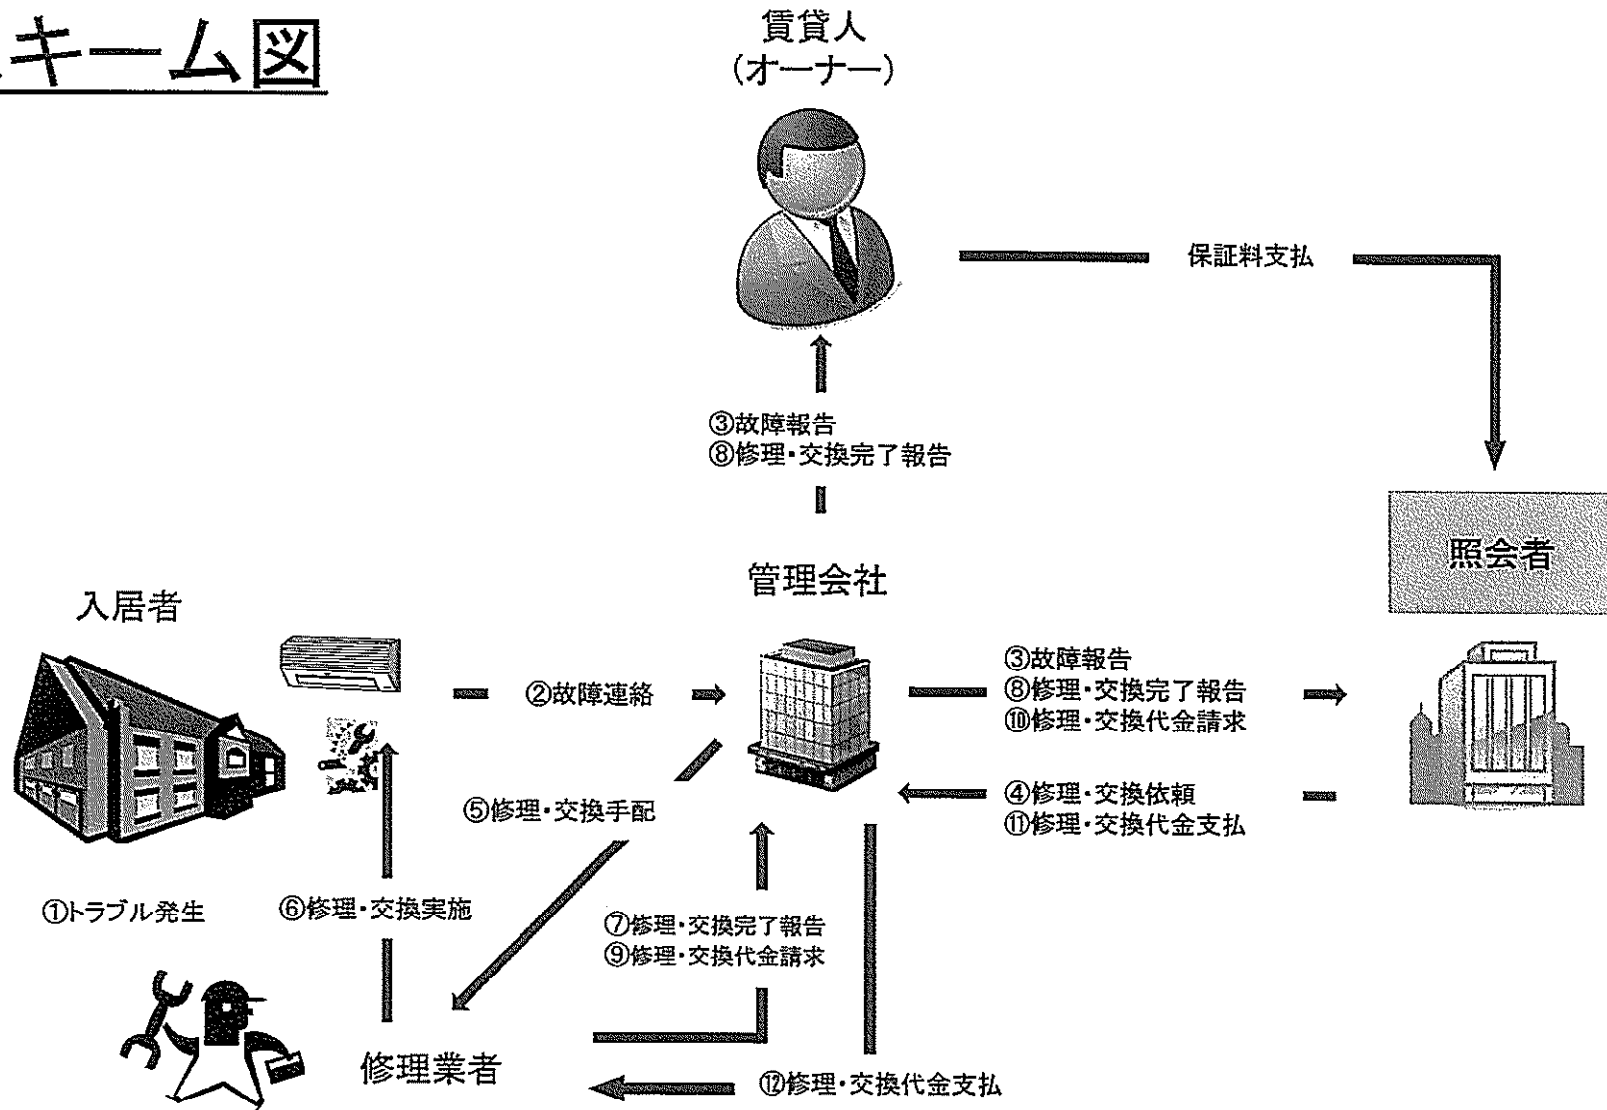 キーム図
賃貸人
(オーナー)
保証料支払
③故障報告
⑧修理・交換完了報告
照会者
管理会社
入居者
②故障連絡
③故障報告
⑧修理・交換完了報告
⑩修理・交換代金請求
④修理・交換依頼
⑪修理・交換代金支払
⑤修理・交換手配
①トラブル発生
⑥修理・交換実施
⑦修理・交換完了報告
⑨修理・交換代金請求
修理業者
⑫修理・交換代金支払